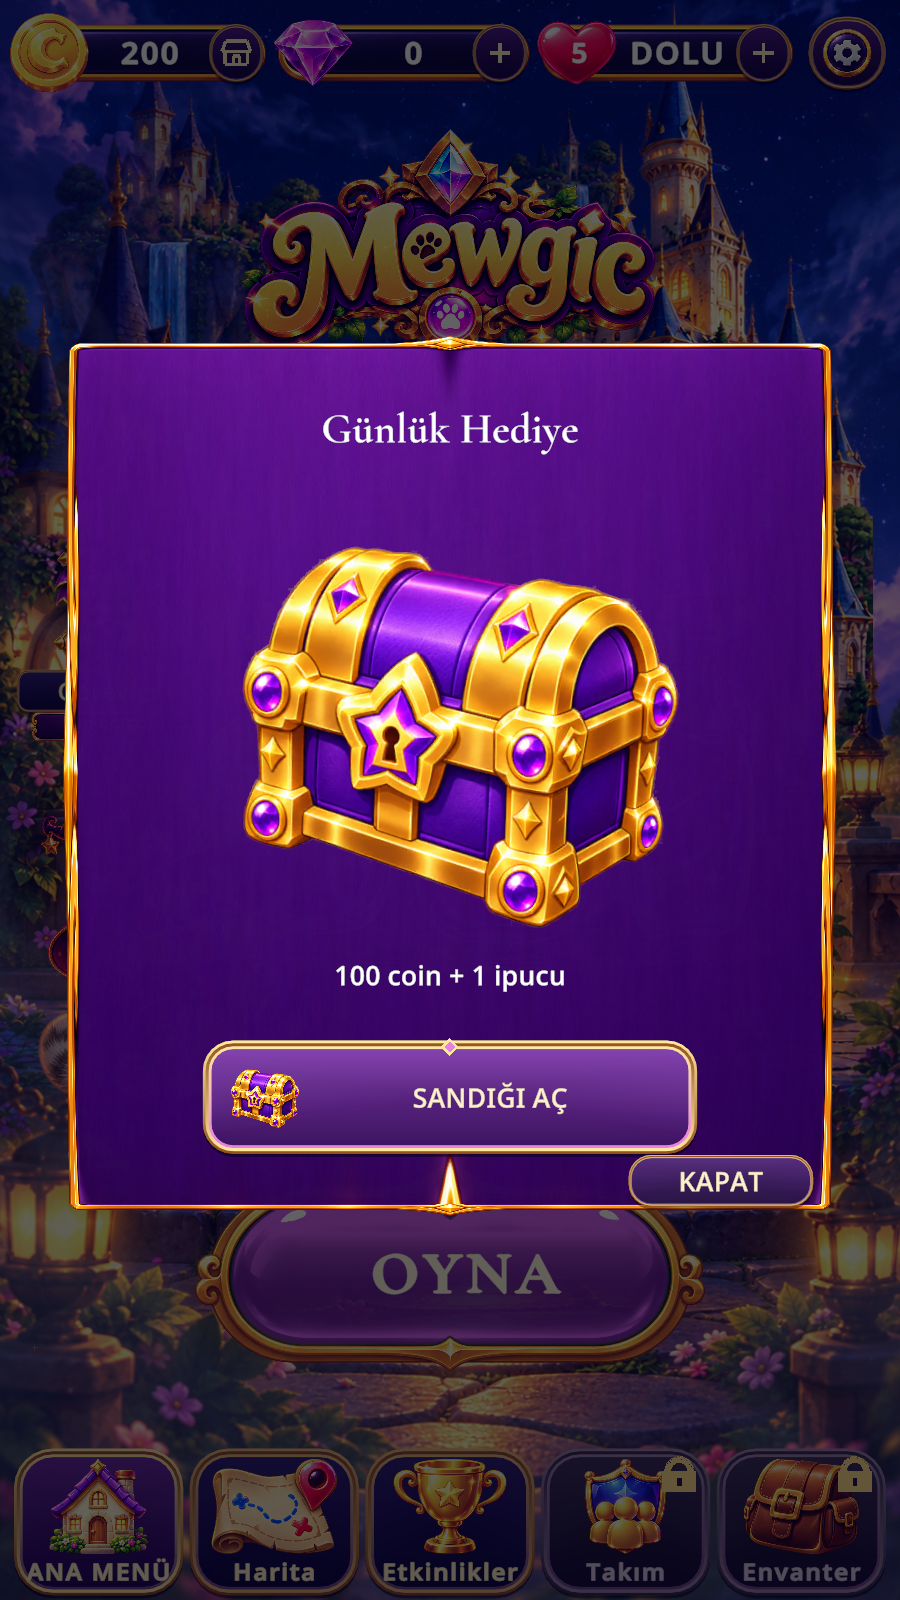 200
0
5 DOLU
Mewgic
Günlük Hediye
100 coin + 1 ipucu
SANDIĞI AÇ
KAPAT
OYNA
ANA MENÜ
Harita
Etkinlikler
Takım
Envanter